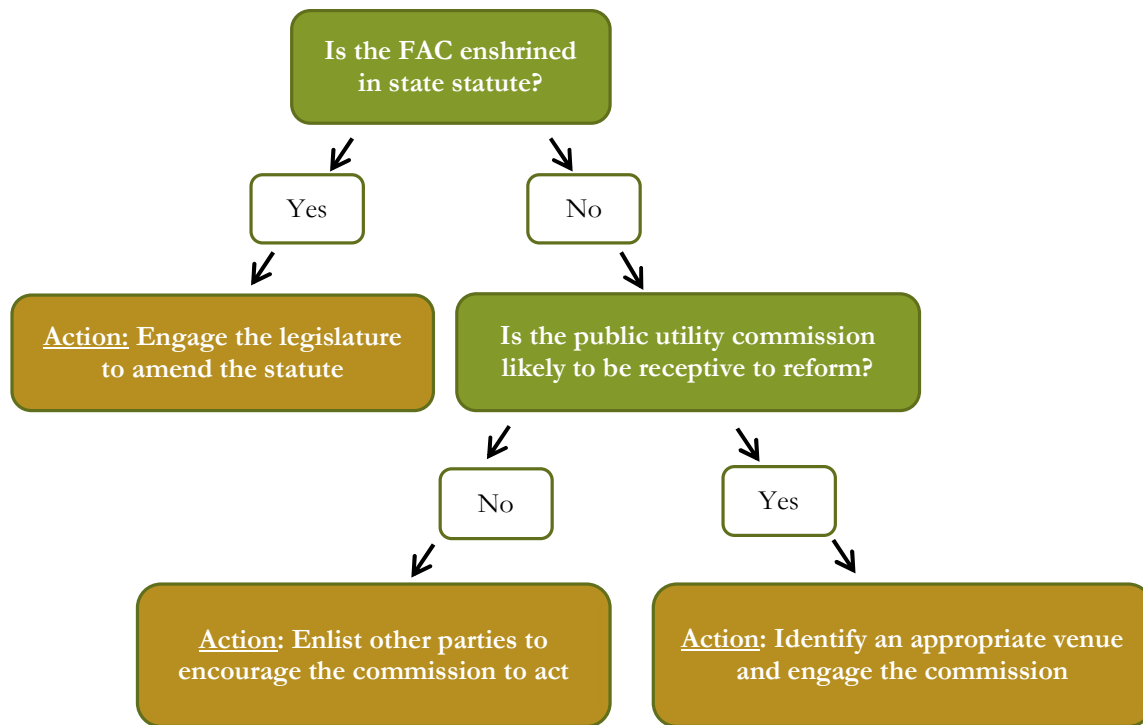 Is the FAC enshrined
in state statute?
Yes
No
Action: Engage the legislature
to amend the statute
Is the public utility commission
likely to be receptive to reform?
No
Yes
Action: Enlist other parties to
encourage the commission to act
Action: Identify an appropriate venue
and engage the commission